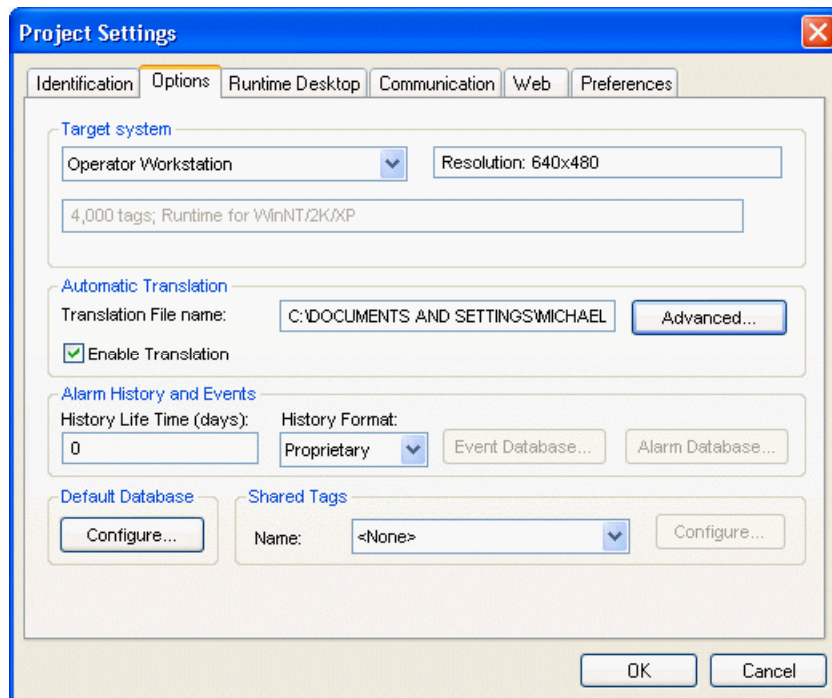 Project Settings
Identification Options Runtime Desktop Communication Web Preferences
Target system
Operator Workstation Resolution: 640x480
4,000 tags; Runtime for WinNT/2K/XP
Automatic Translation
Translation File name: C:\DOCUMENTS AND SETTINGS\MICHAEL Advanced...
Enable Translation
Alarm History and Events
History Life Time (days): History Format:
0 Proprietary Event Database... Alarm Database...
Default Database Shared Tags
Configure... Name: <None> Configure...
OK Cancel